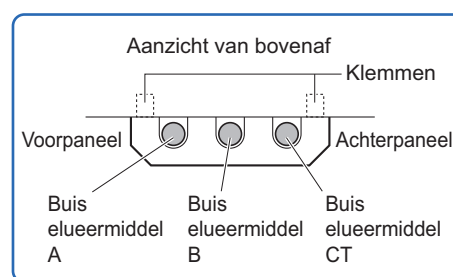 Aanzicht van bovenaf
Klemmen
Voorpaneel
Achterpaneel
Buis
elueermiddel
A
Buis
elueermiddel
B
Buis
elueermiddel
CT